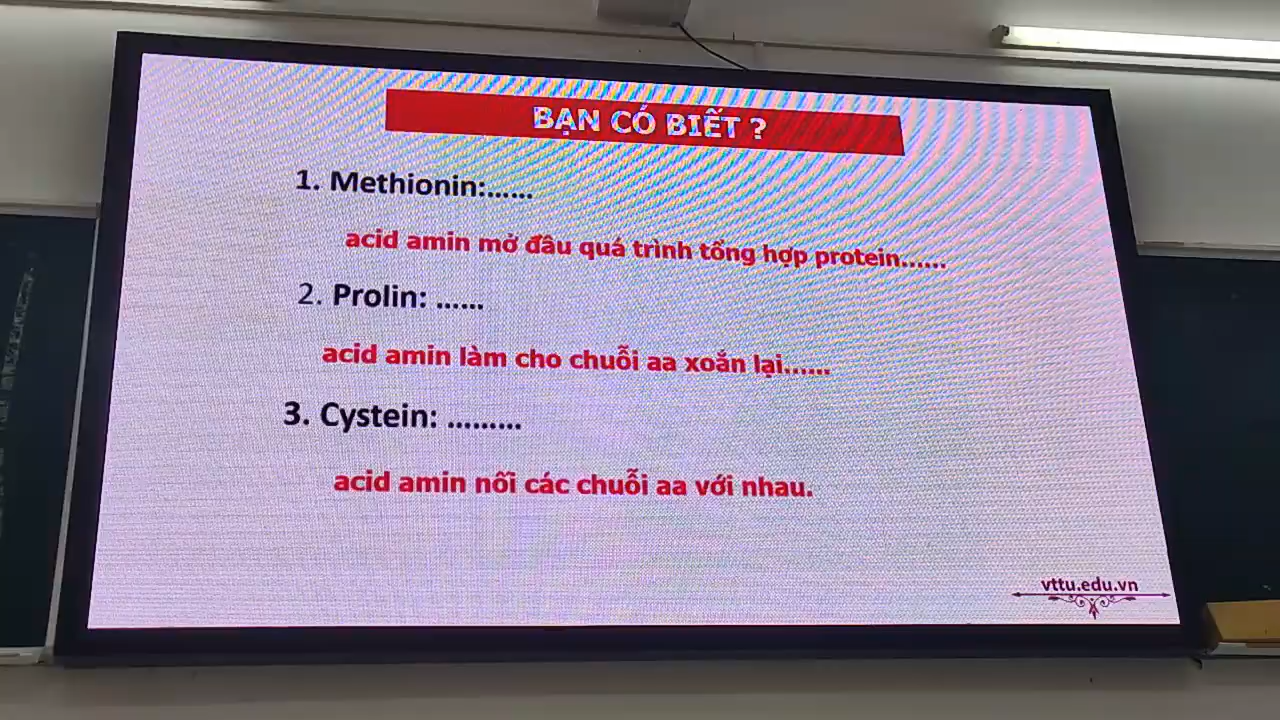 BẠN CÓ BIẾT ?
1. Methionin:......
acid amin mở đầu quá trình tổng hợp protein......
2. Prolin: ......
acid amin làm cho chuỗi aa xoắn lại......
3. Cystein: .........
acid amin nối các chuỗi aa với nhau.
vttu.edu.vn